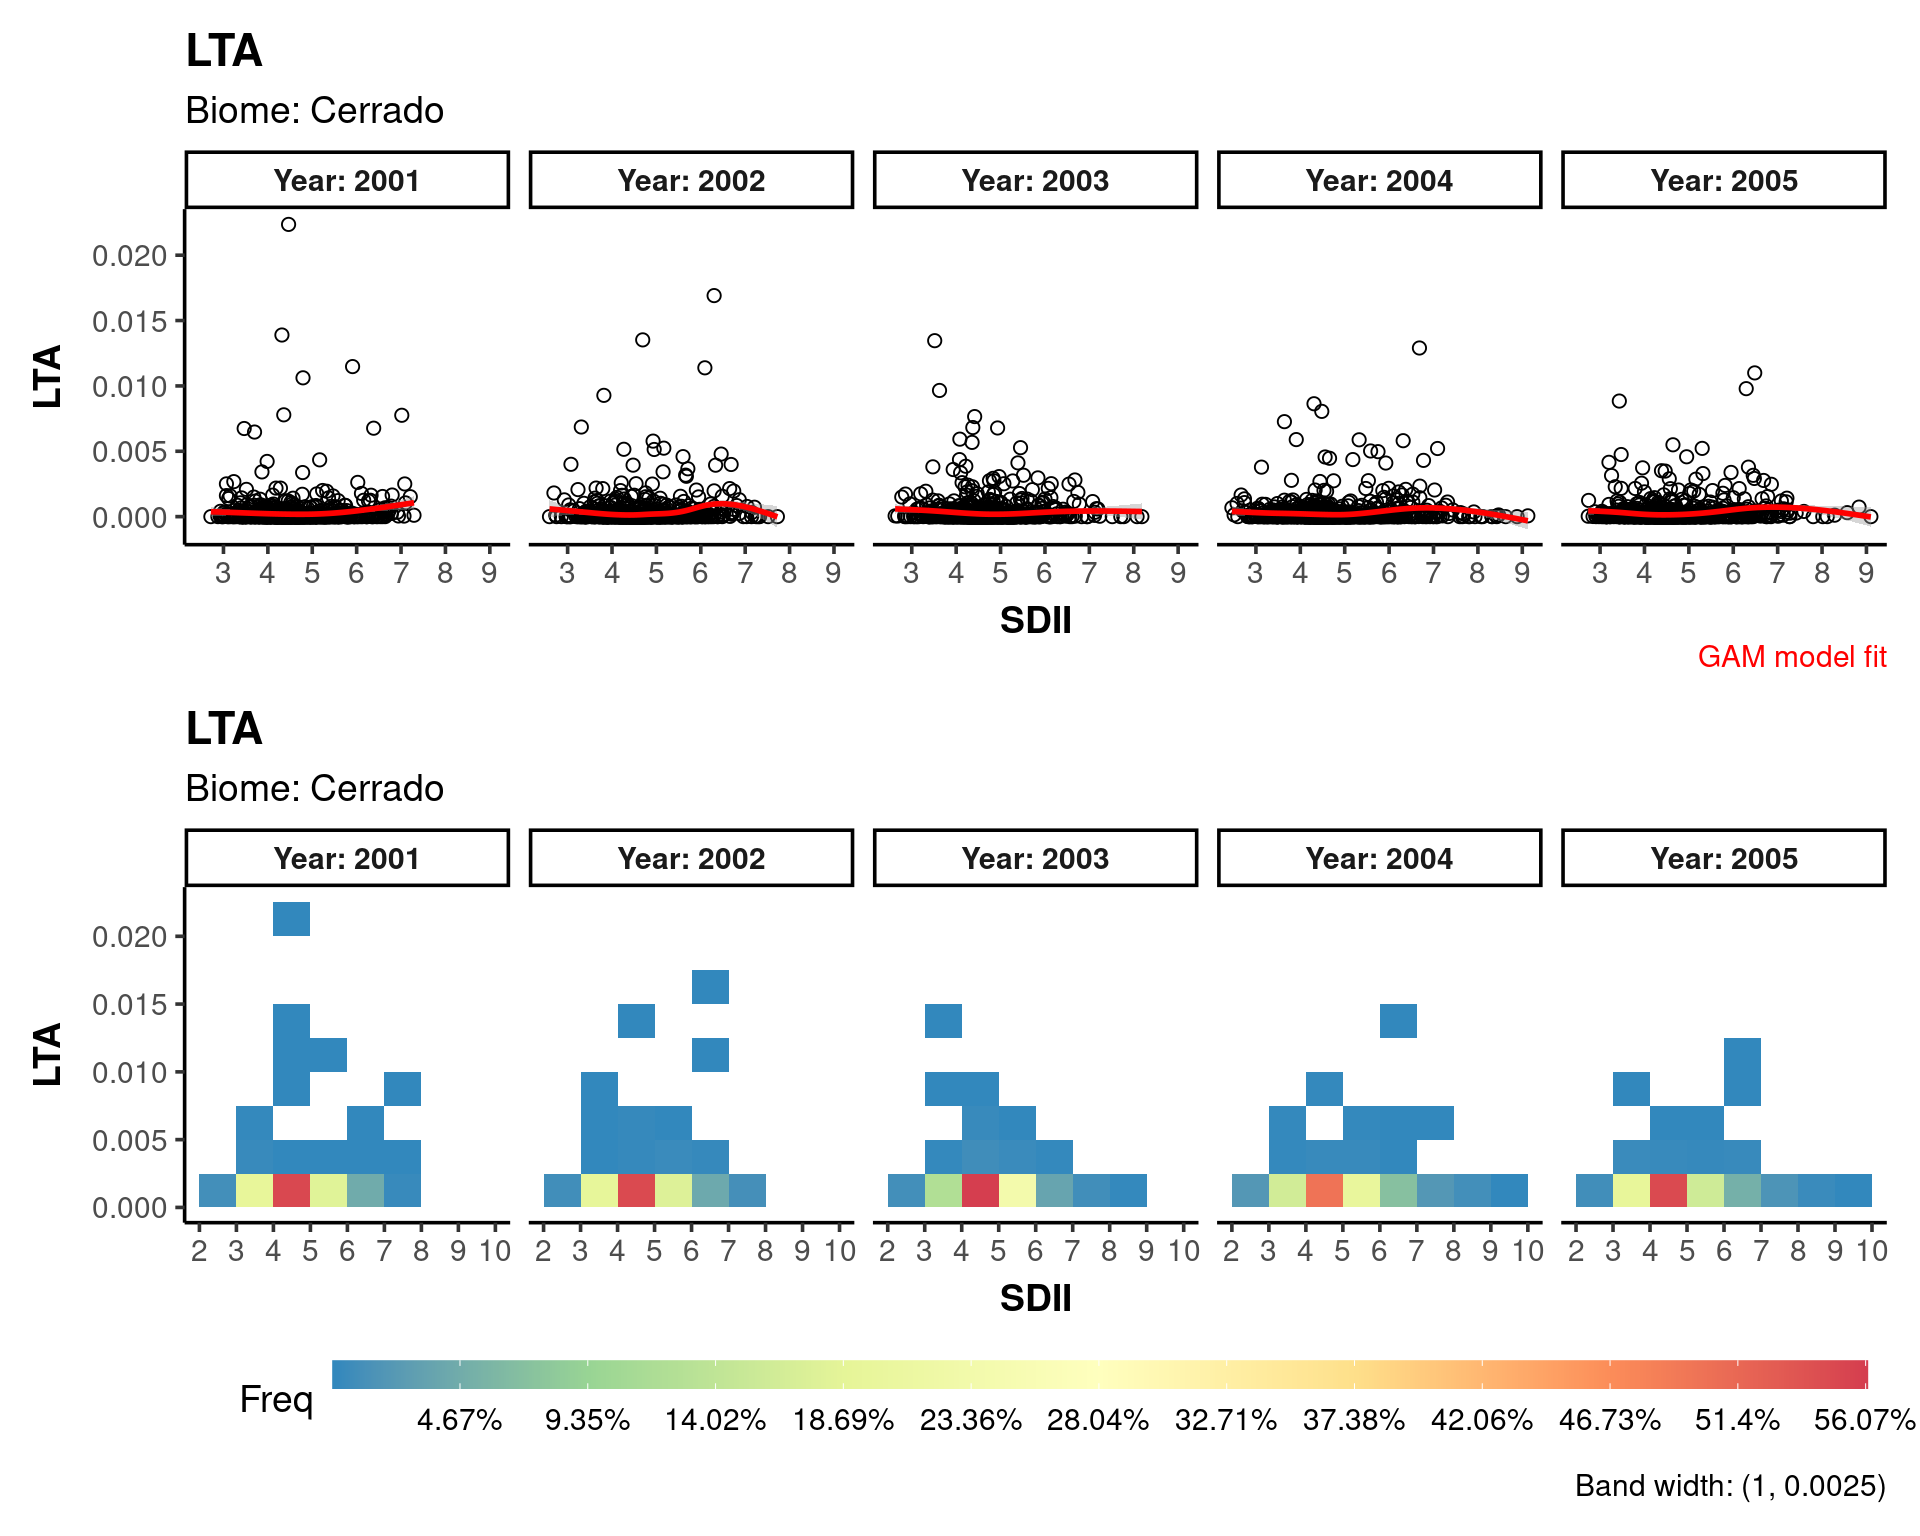 LTA
Biome: Cerrado
Year: 2001 Year: 2002 Year: 2003 Year: 2004 Year: 2005
LTA
0.020
0.015
0.010
0.005
0.000
3 4 5 6 7 8 9 3 4 5 6 7 8 9 3 4 5 6 7 8 9 3 4 5 6 7 8 9 3 4 5 6 7 8 9
SDII
GAM model fit
LTA
Biome: Cerrado
Year: 2001 Year: 2002 Year: 2003 Year: 2004 Year: 2005
LTA
0.020
0.015
0.010
0.005
0.000
2 3 4 5 6 7 8 9 10 2 3 4 5 6 7 8 9 10 2 3 4 5 6 7 8 9 10 2 3 4 5 6 7 8 9 10 2 3 4 5 6 7 8 9 10
SDII
Freq
4.67% 9.35% 14.02% 18.69% 23.36% 28.04% 32.71% 37.38% 42.06% 46.73% 51.4% 56.07%
Band width: (1, 0.0025)